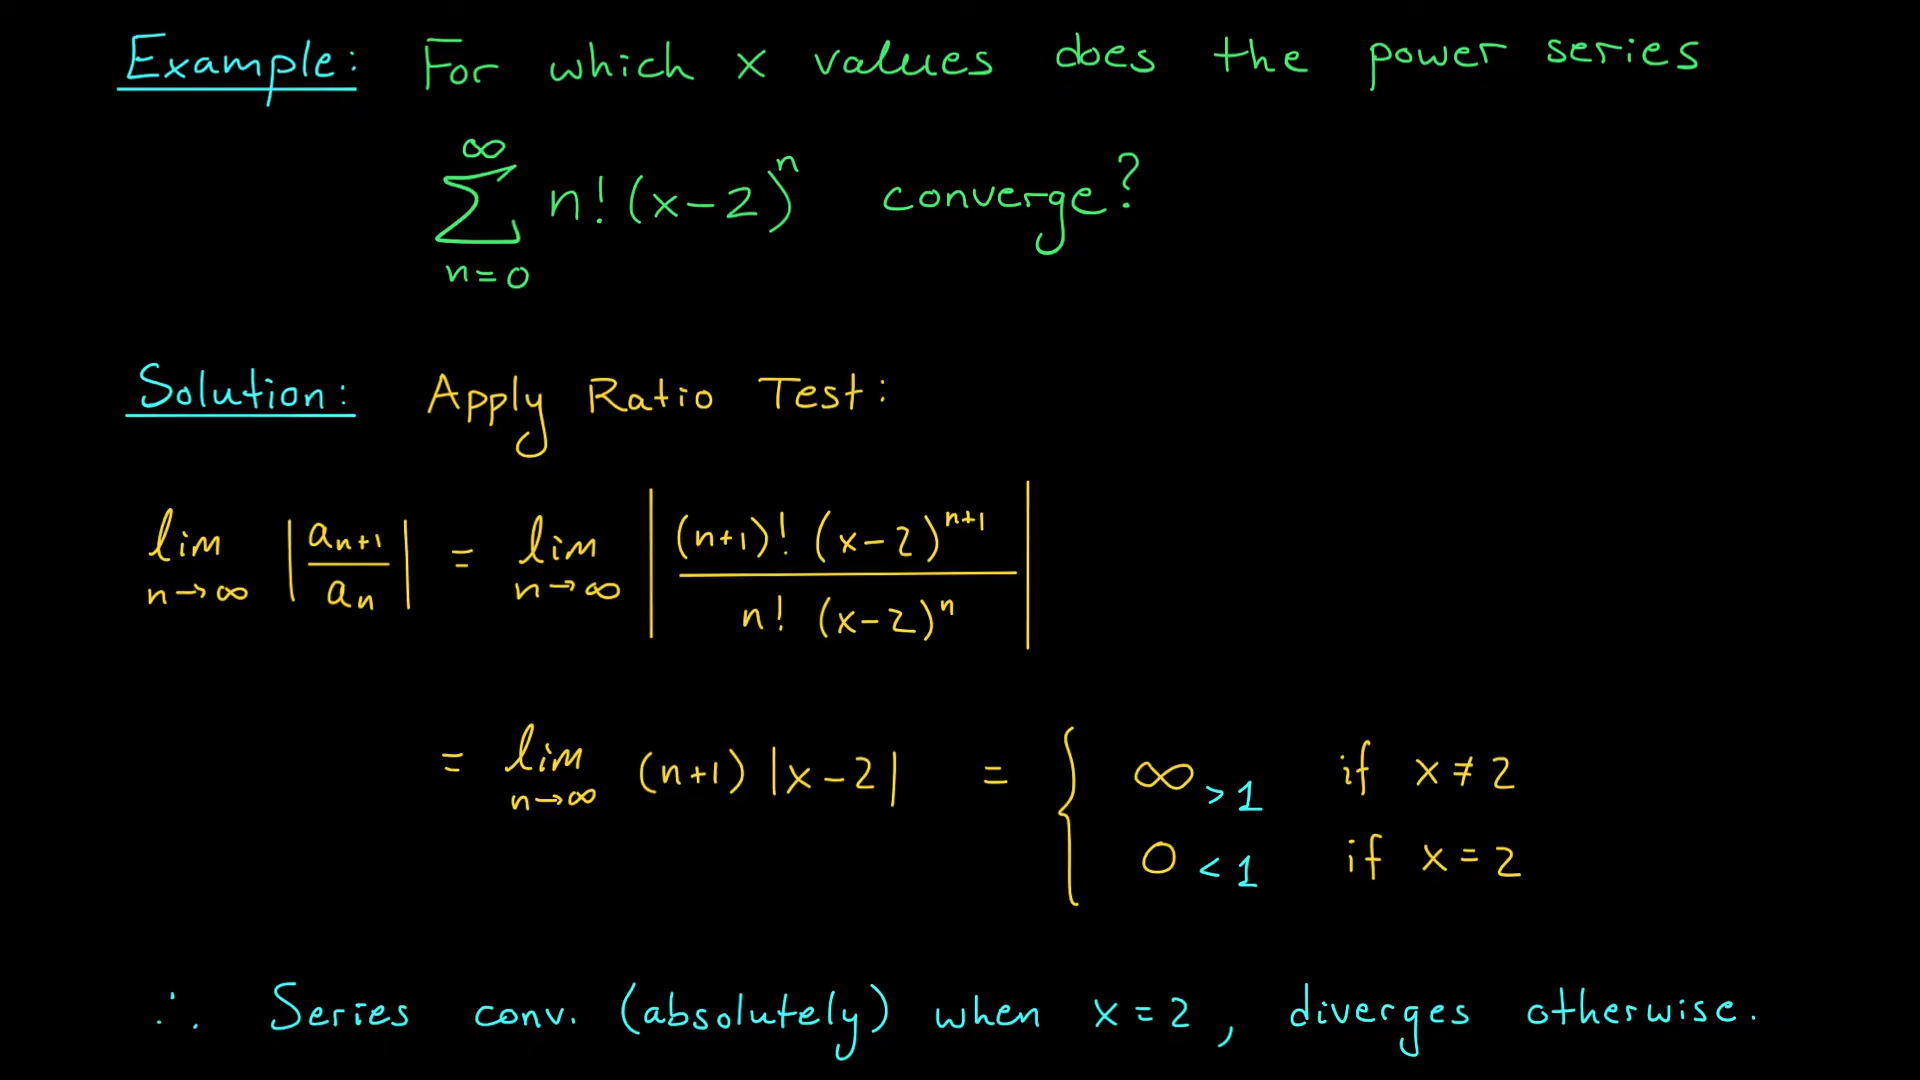 Example: For which x values does the power series
∞
∑ n! (x-2)^n converge?
n=0
Solution: Apply Ratio Test:
lim_{n→∞} |a_{n+1}/a_n| = lim_{n→∞} |(n+1)! (x-2)^{n+1} / n! (x-2)^n|
= lim_{n→∞} (n+1) |x-2| = { ∞ >1 if x ≠ 2
0 <1 if x = 2
∴ Series conv. (absolutely) when x = 2, diverges otherwise.